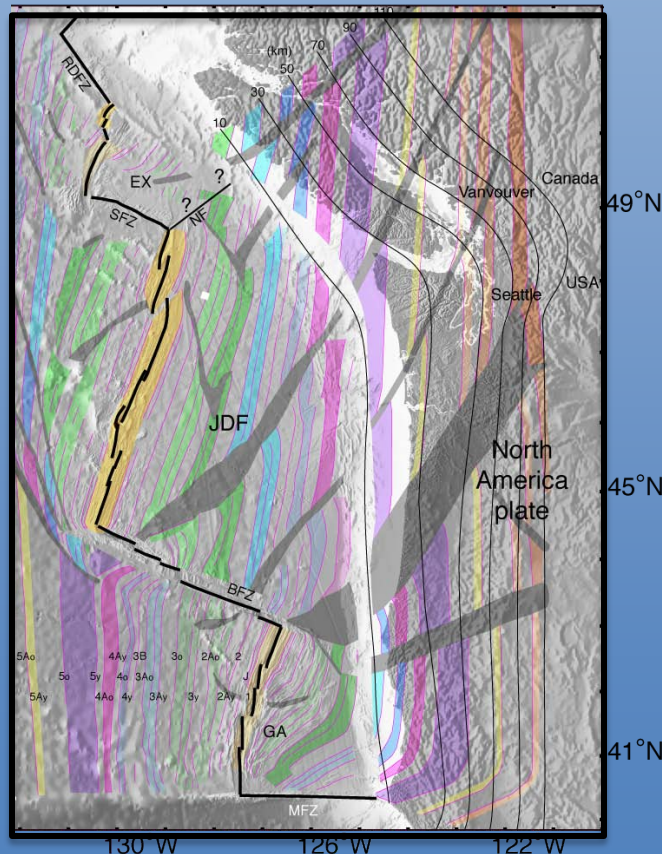 110
90
70
(km)
50
30
10
RDFZ
EX
?
?
SFZ
NF
Vanvouver
Canada
49°N
USA
Seattle
JDF
North
America
plate
45°N
BFZ
5Ao 4Ay 3B 3o 2Ao 2
5o 5y 4o 3Ao J
5Ay 4Ao 4y 3Ay 3y 2Ay 1
GA
41°N
MFZ
130°W 126°W 122°W